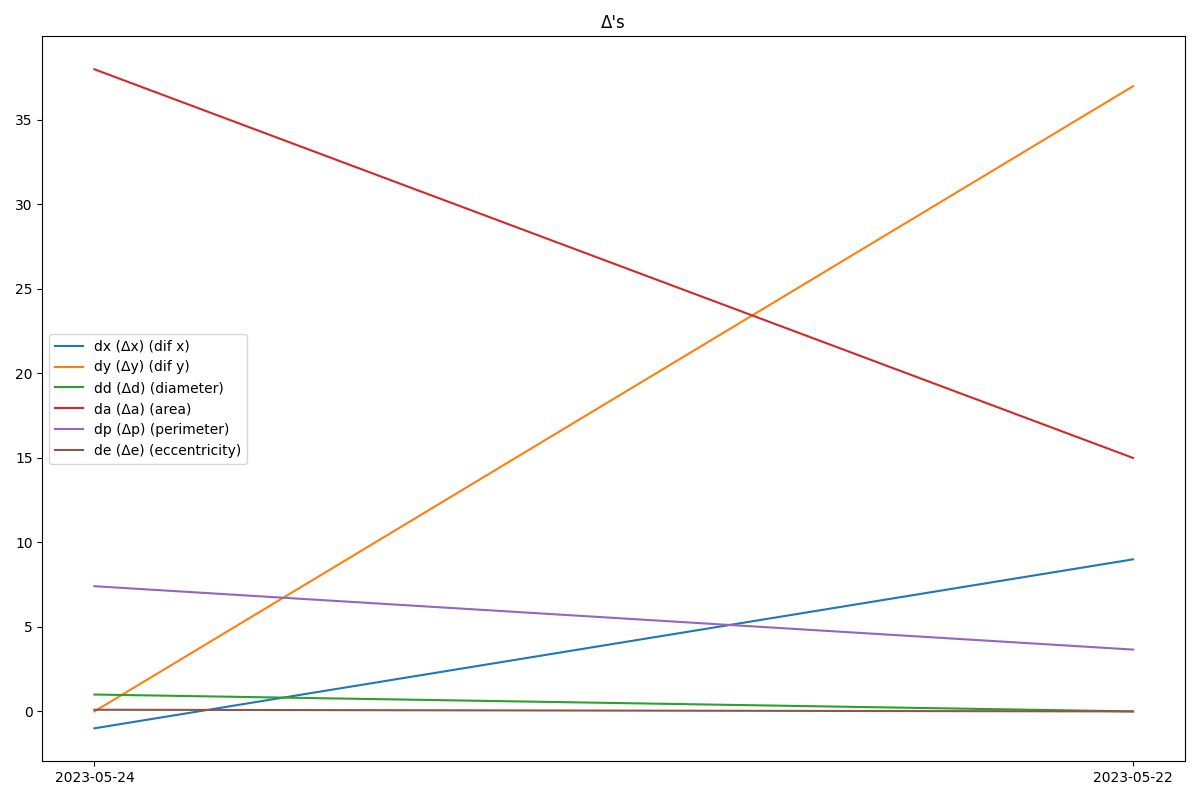 Δ's
35
30
25
20
15
10
5
0
dx (Δx) (dif x)
dy (Δy) (dif y)
dd (Δd) (diameter)
da (Δa) (area)
dp (Δp) (perimeter)
de (Δe) (eccentricity)
2023-05-24
2023-05-22